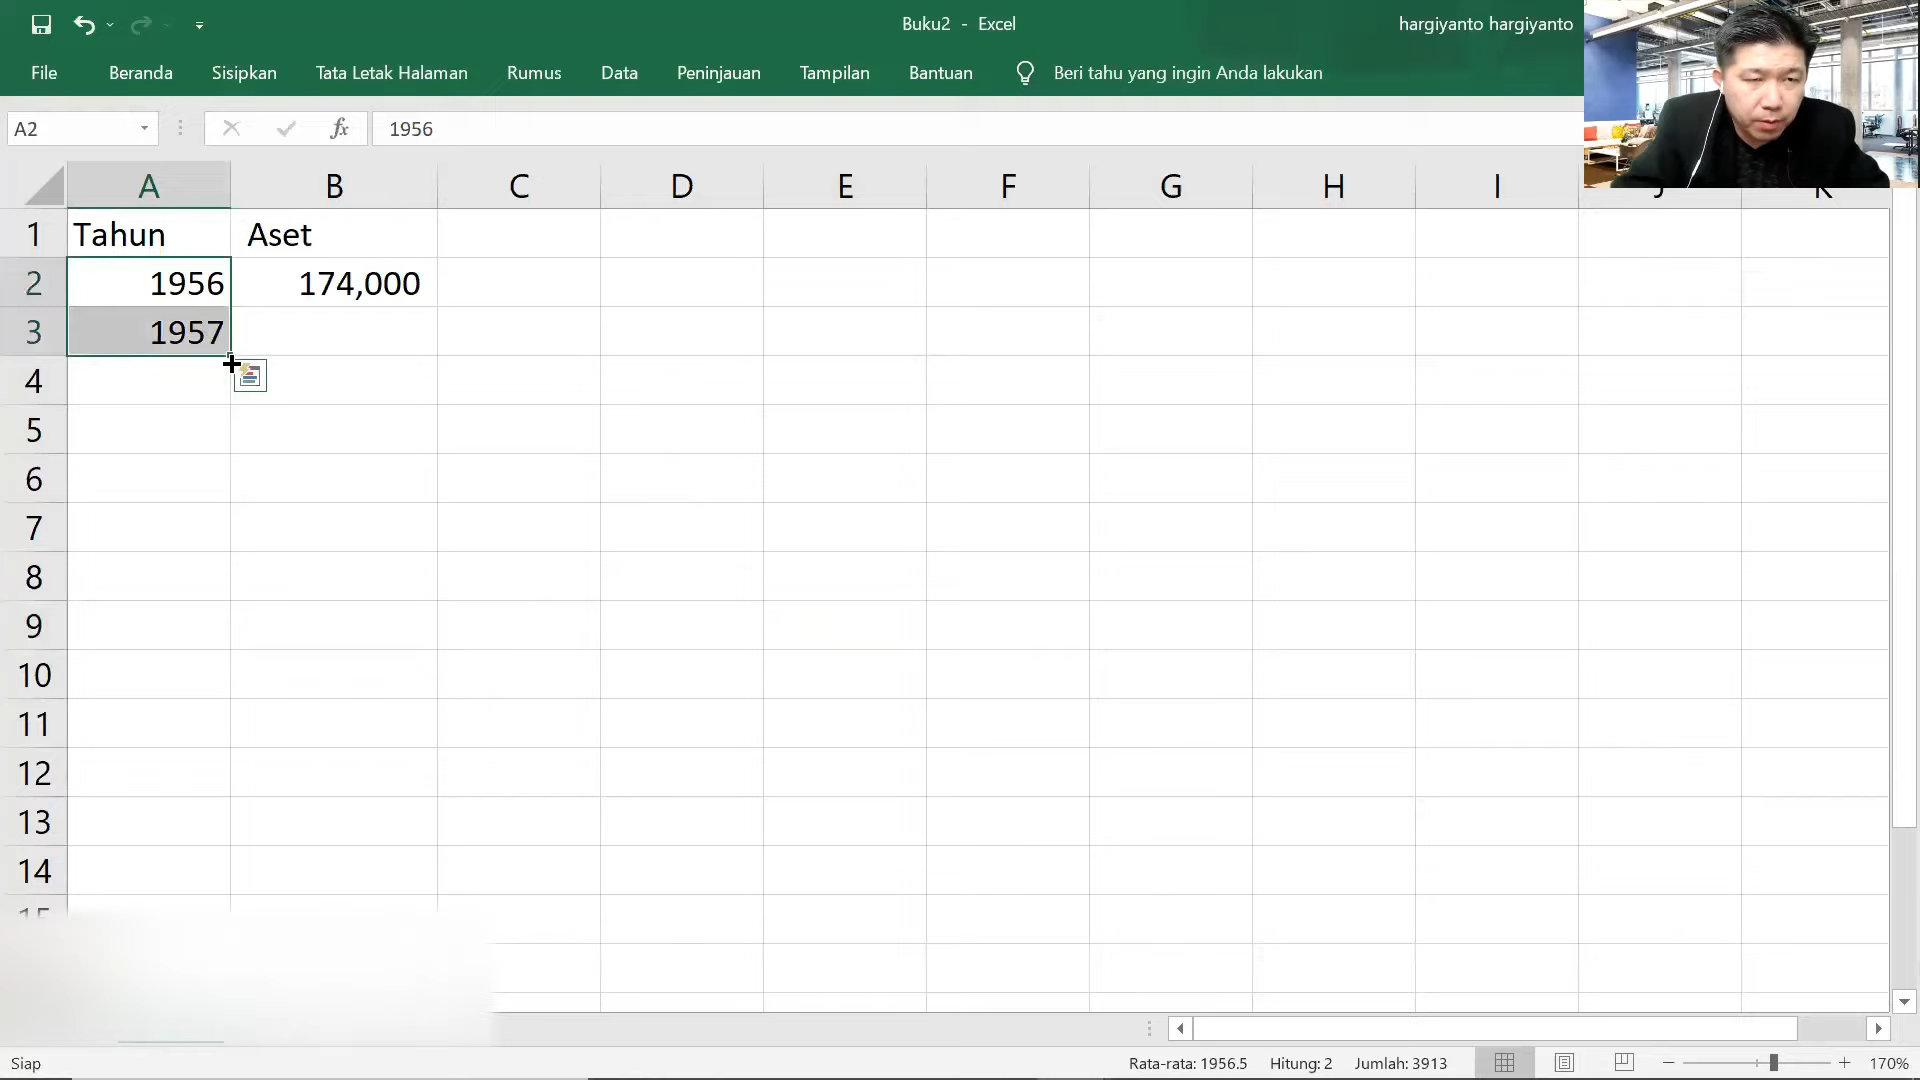 Buku2 - Excel
hargiyanto hargiyanto
File Beranda Sisipkan Tata Letak Halaman Rumus Data Peninjauan Tampilan Bantuan Beri tahu yang ingin Anda lakukan
A2 fx 1956
A B C D E F G H I
1 Tahun Aset
2 1956 174,000
3 1957
4
5
6
7
8
9
10
11
12
13
14
Siap Rata-rata: 1956.5 Hitung: 2 Jumlah: 3913 170%